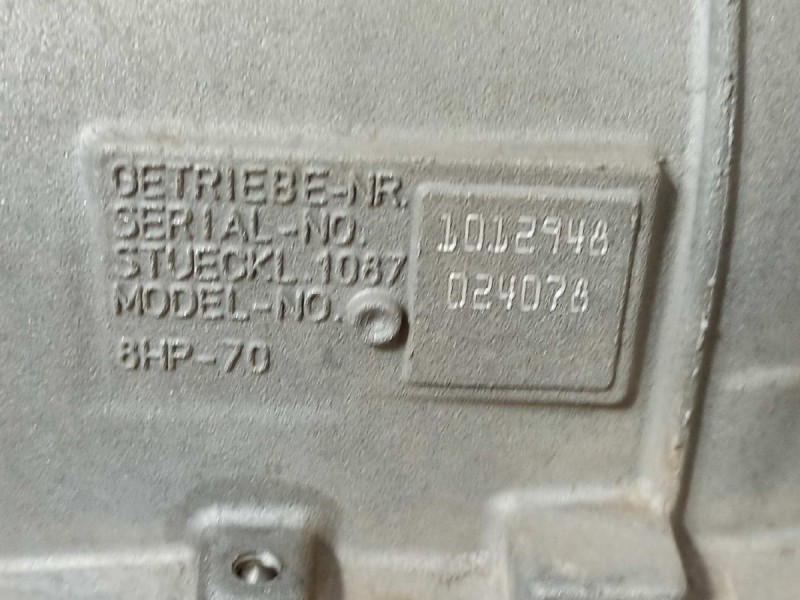 GETRIEBE-NR.
SERIAL-NO.
STUECKL.1087
MODEL-NO.
8HP-70
1012948
024078